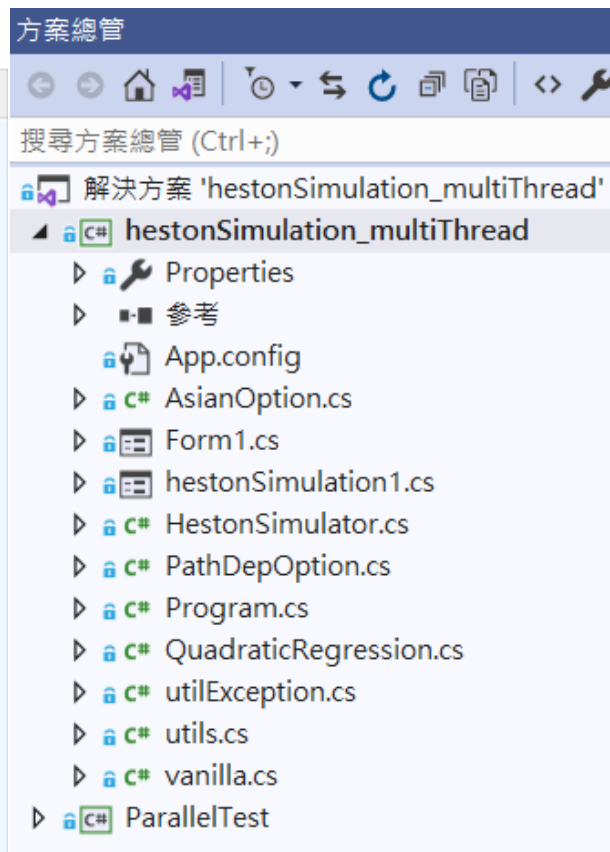 方案總管
搜尋方案總管 (Ctrl+;)
解決方案 'hestonSimulation_multiThread'
C# hestonSimulation_multiThread
Properties
參考
App.config
C# AsianOption.cs
Form1.cs
hestonSimulation1.cs
C# HestonSimulator.cs
C# PathDepOption.cs
C# Program.cs
C# QuadraticRegression.cs
C# utilException.cs
C# utils.cs
C# vanilla.cs
C# ParallelTest